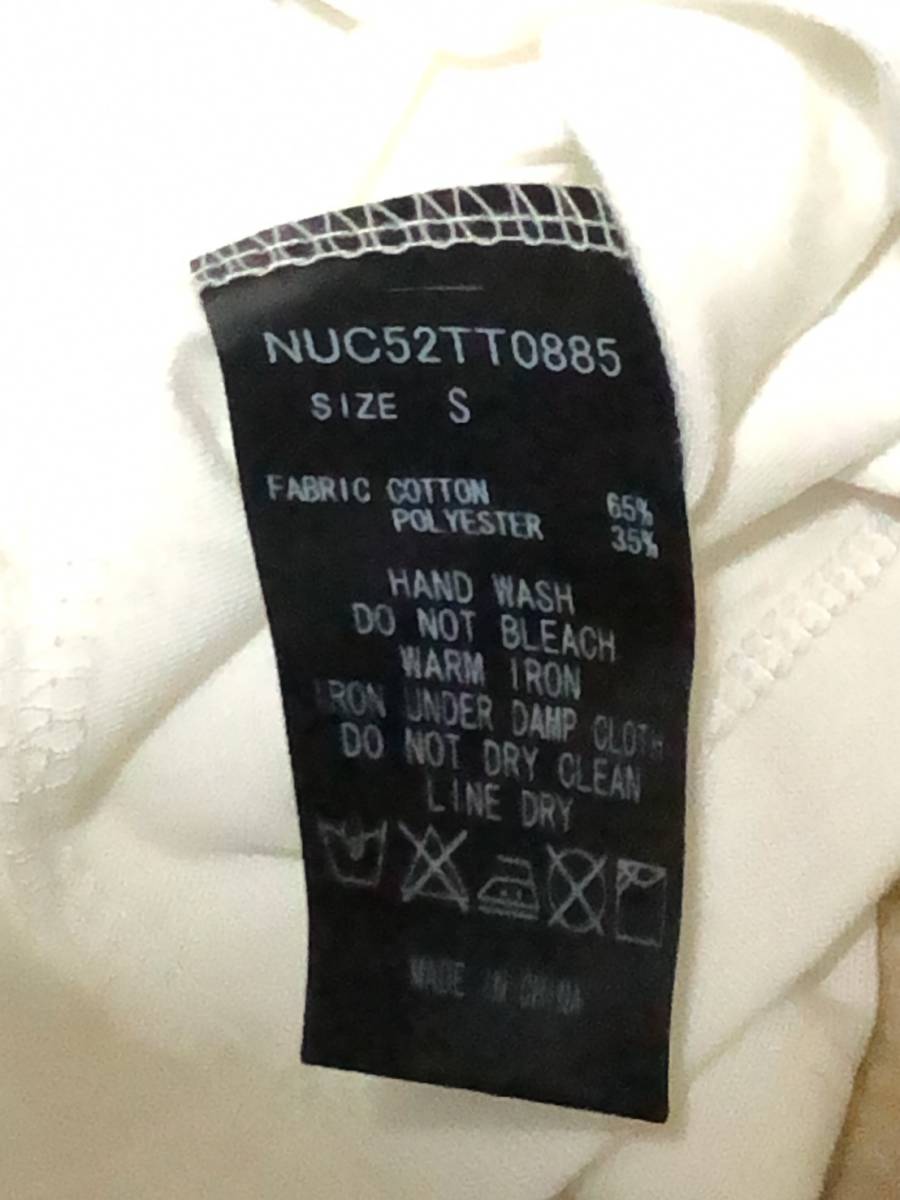 NUC52TT0885
SIZE S
FABRIC COTTON 65%
POLYESTER 35%
HAND WASH
DO NOT BLEACH
WARM IRON
IRON UNDER DAMP CLOTH
DO NOT DRY CLEAN
LINE DRY
MADE IN CHINA